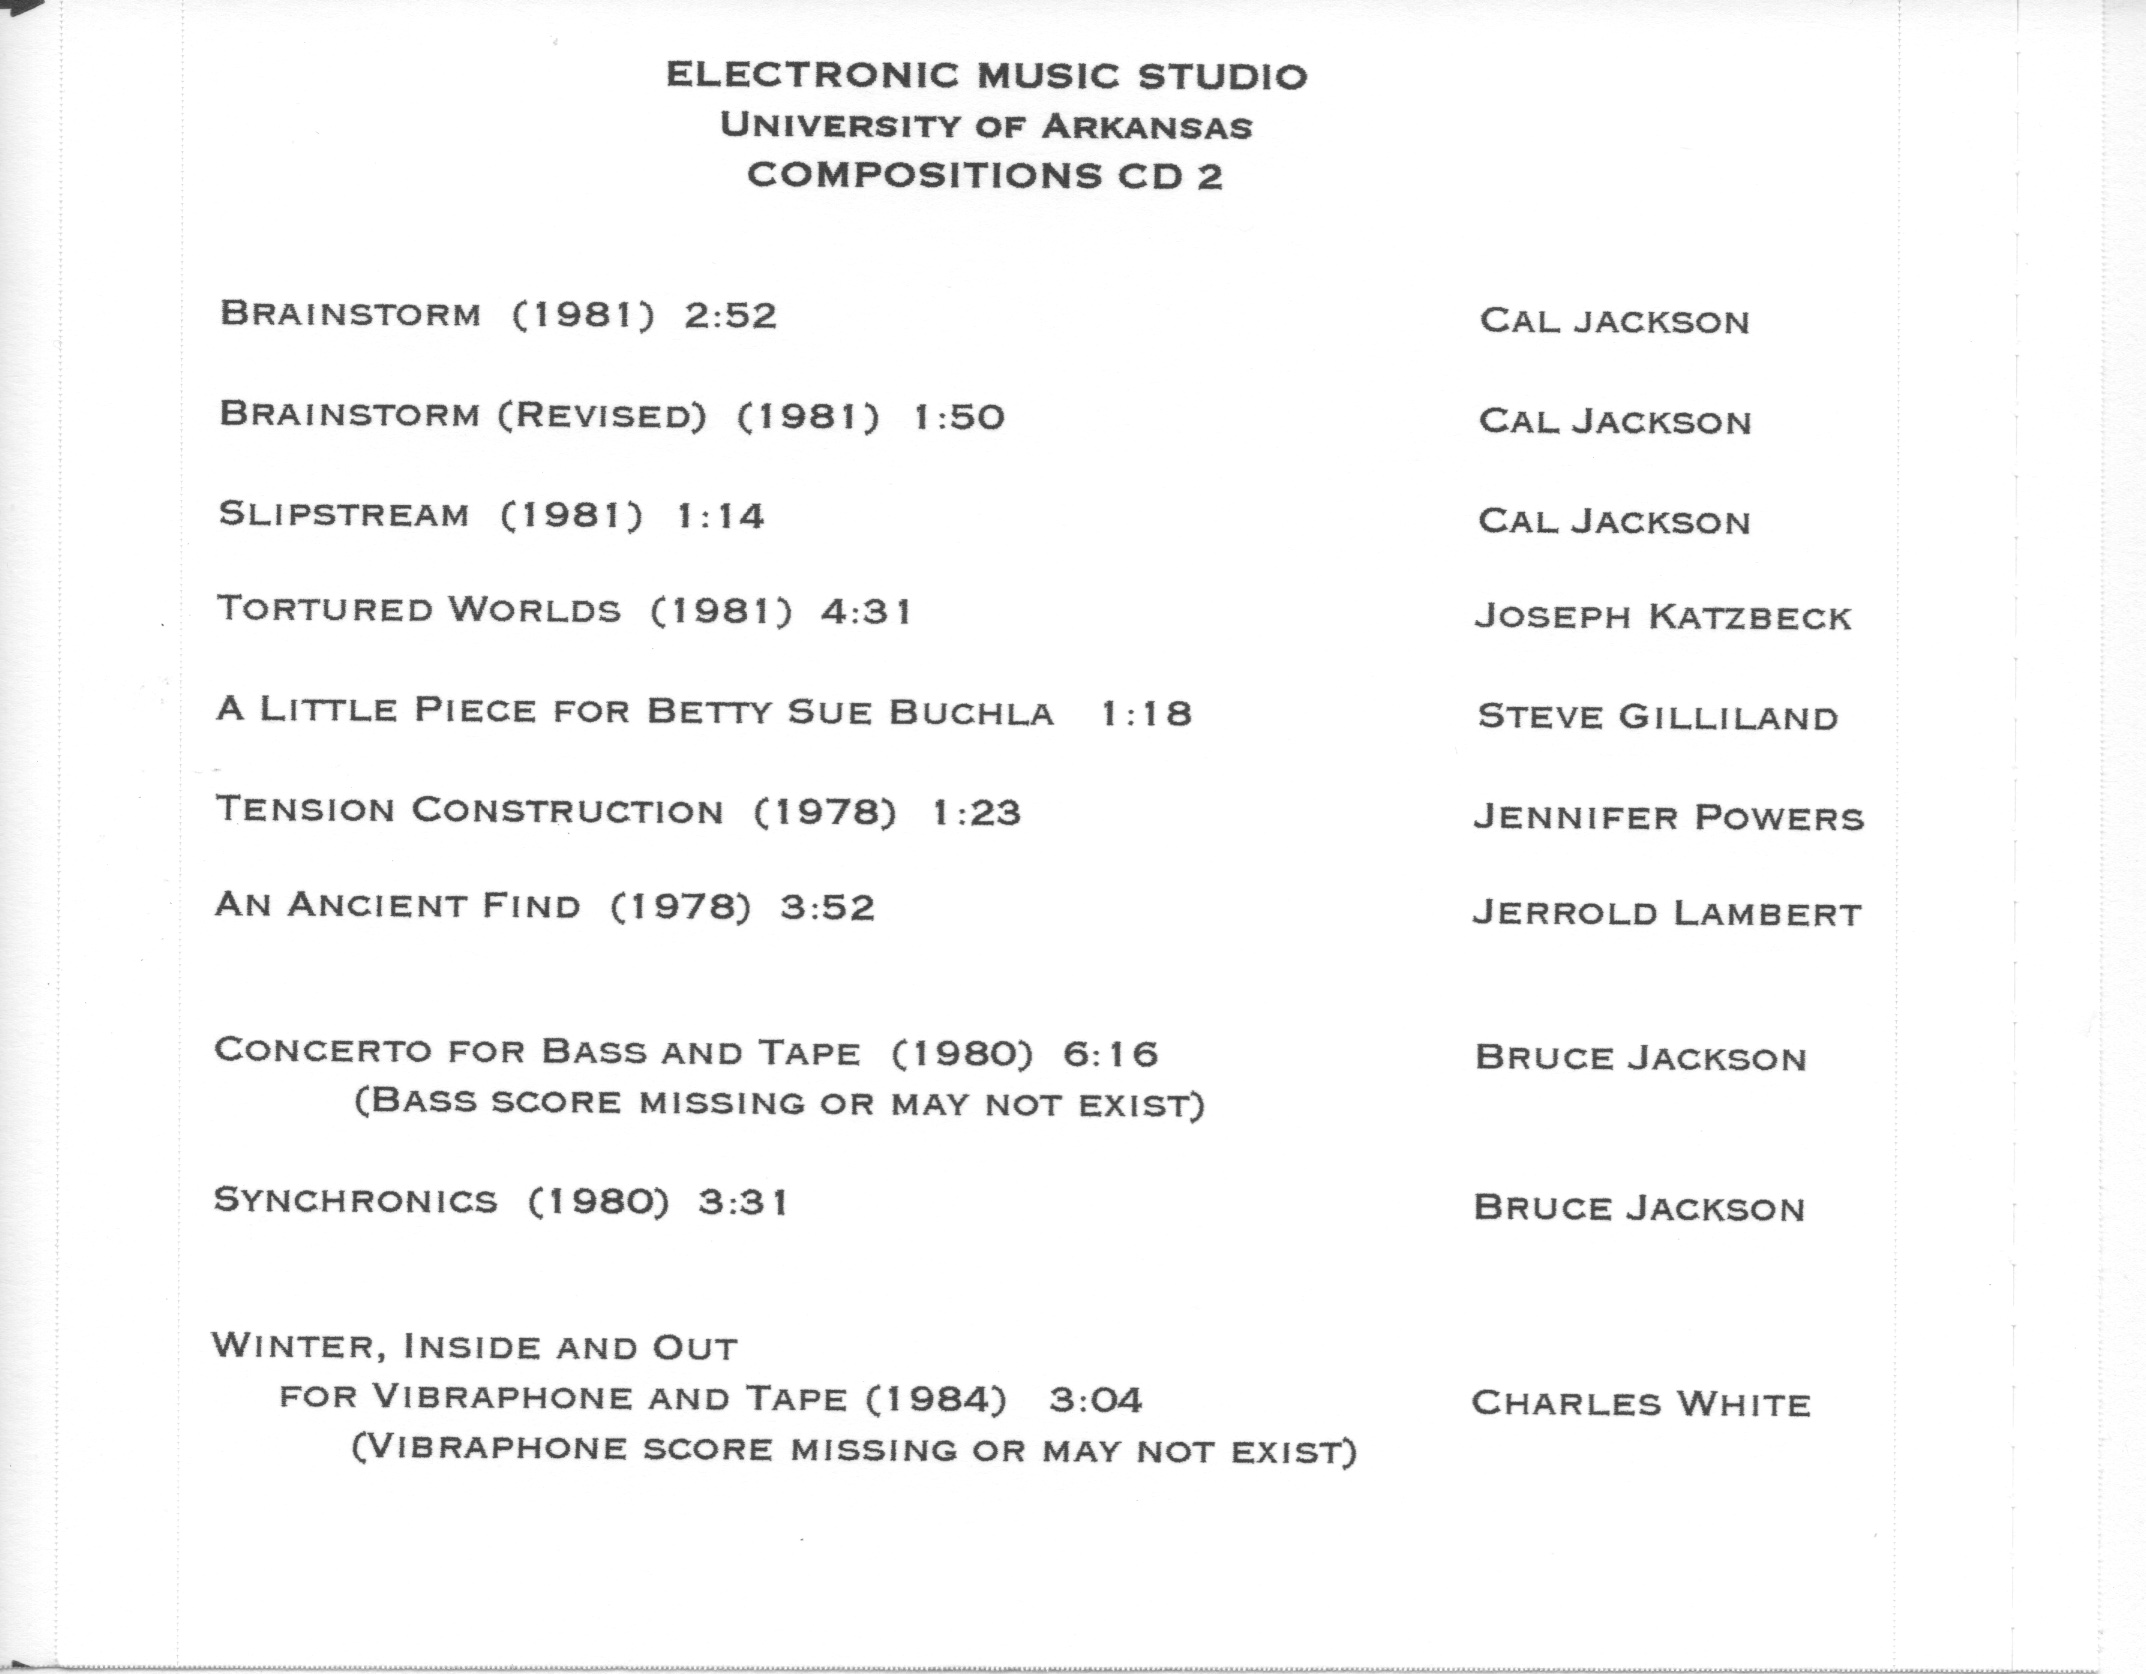 ELECTRONIC MUSIC STUDIO
UNIVERSITY OF ARKANSAS
COMPOSITIONS CD 2
BRAINSTORM (1981) 2:52 CAL JACKSON
BRAINSTORM (REVISED) (1981) 1:50 CAL JACKSON
SLIPSTREAM (1981) 1:14 CAL JACKSON
TORTURED WORLDS (1981) 4:31 JOSEPH KATZBECK
A LITTLE PIECE FOR BETTY SUE BUCHLA 1:18 STEVE GILLILAND
TENSION CONSTRUCTION (1978) 1:23 JENNIFER POWERS
AN ANCIENT FIND (1978) 3:52 JERROLD LAMBERT
CONCERTO FOR BASS AND TAPE (1980) 6:16 BRUCE JACKSON
(BASS SCORE MISSING OR MAY NOT EXIST)
SYNCHRONICS (1980) 3:31 BRUCE JACKSON
WINTER, INSIDE AND OUT
FOR VIBRAPHONE AND TAPE (1984) 3:04 CHARLES WHITE
(VIBRAPHONE SCORE MISSING OR MAY NOT EXIST)